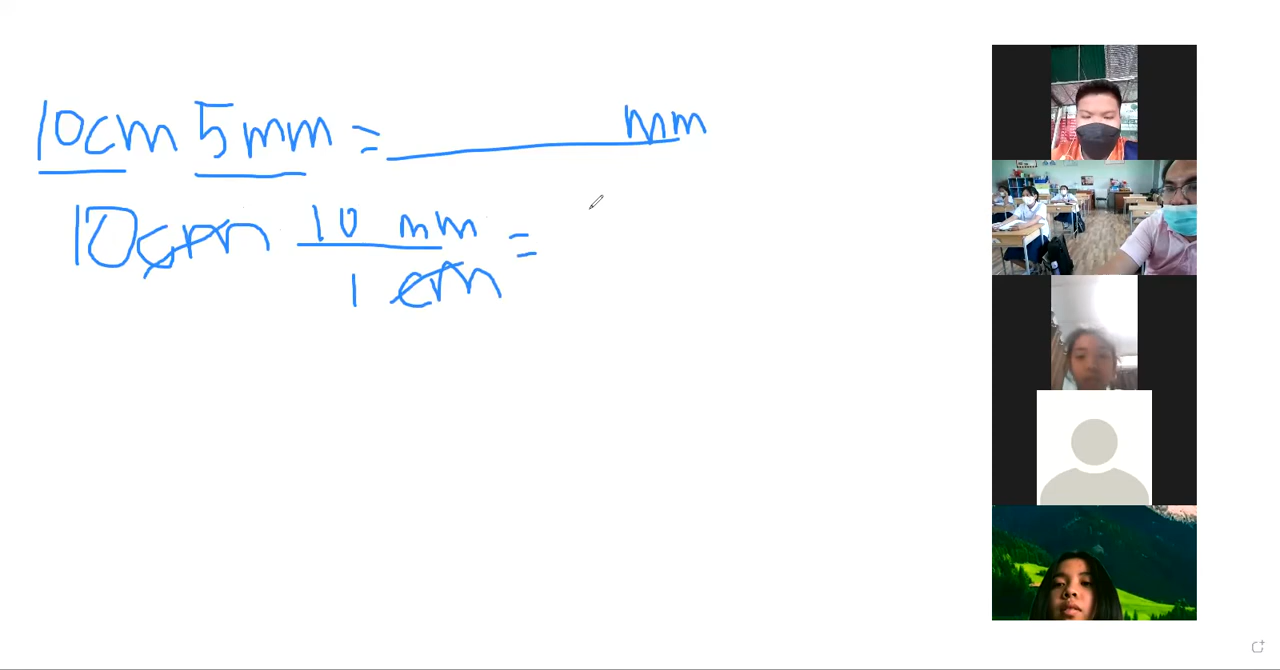 10cm 5mm = ________ mm
10cm 10 mm =
1 cm